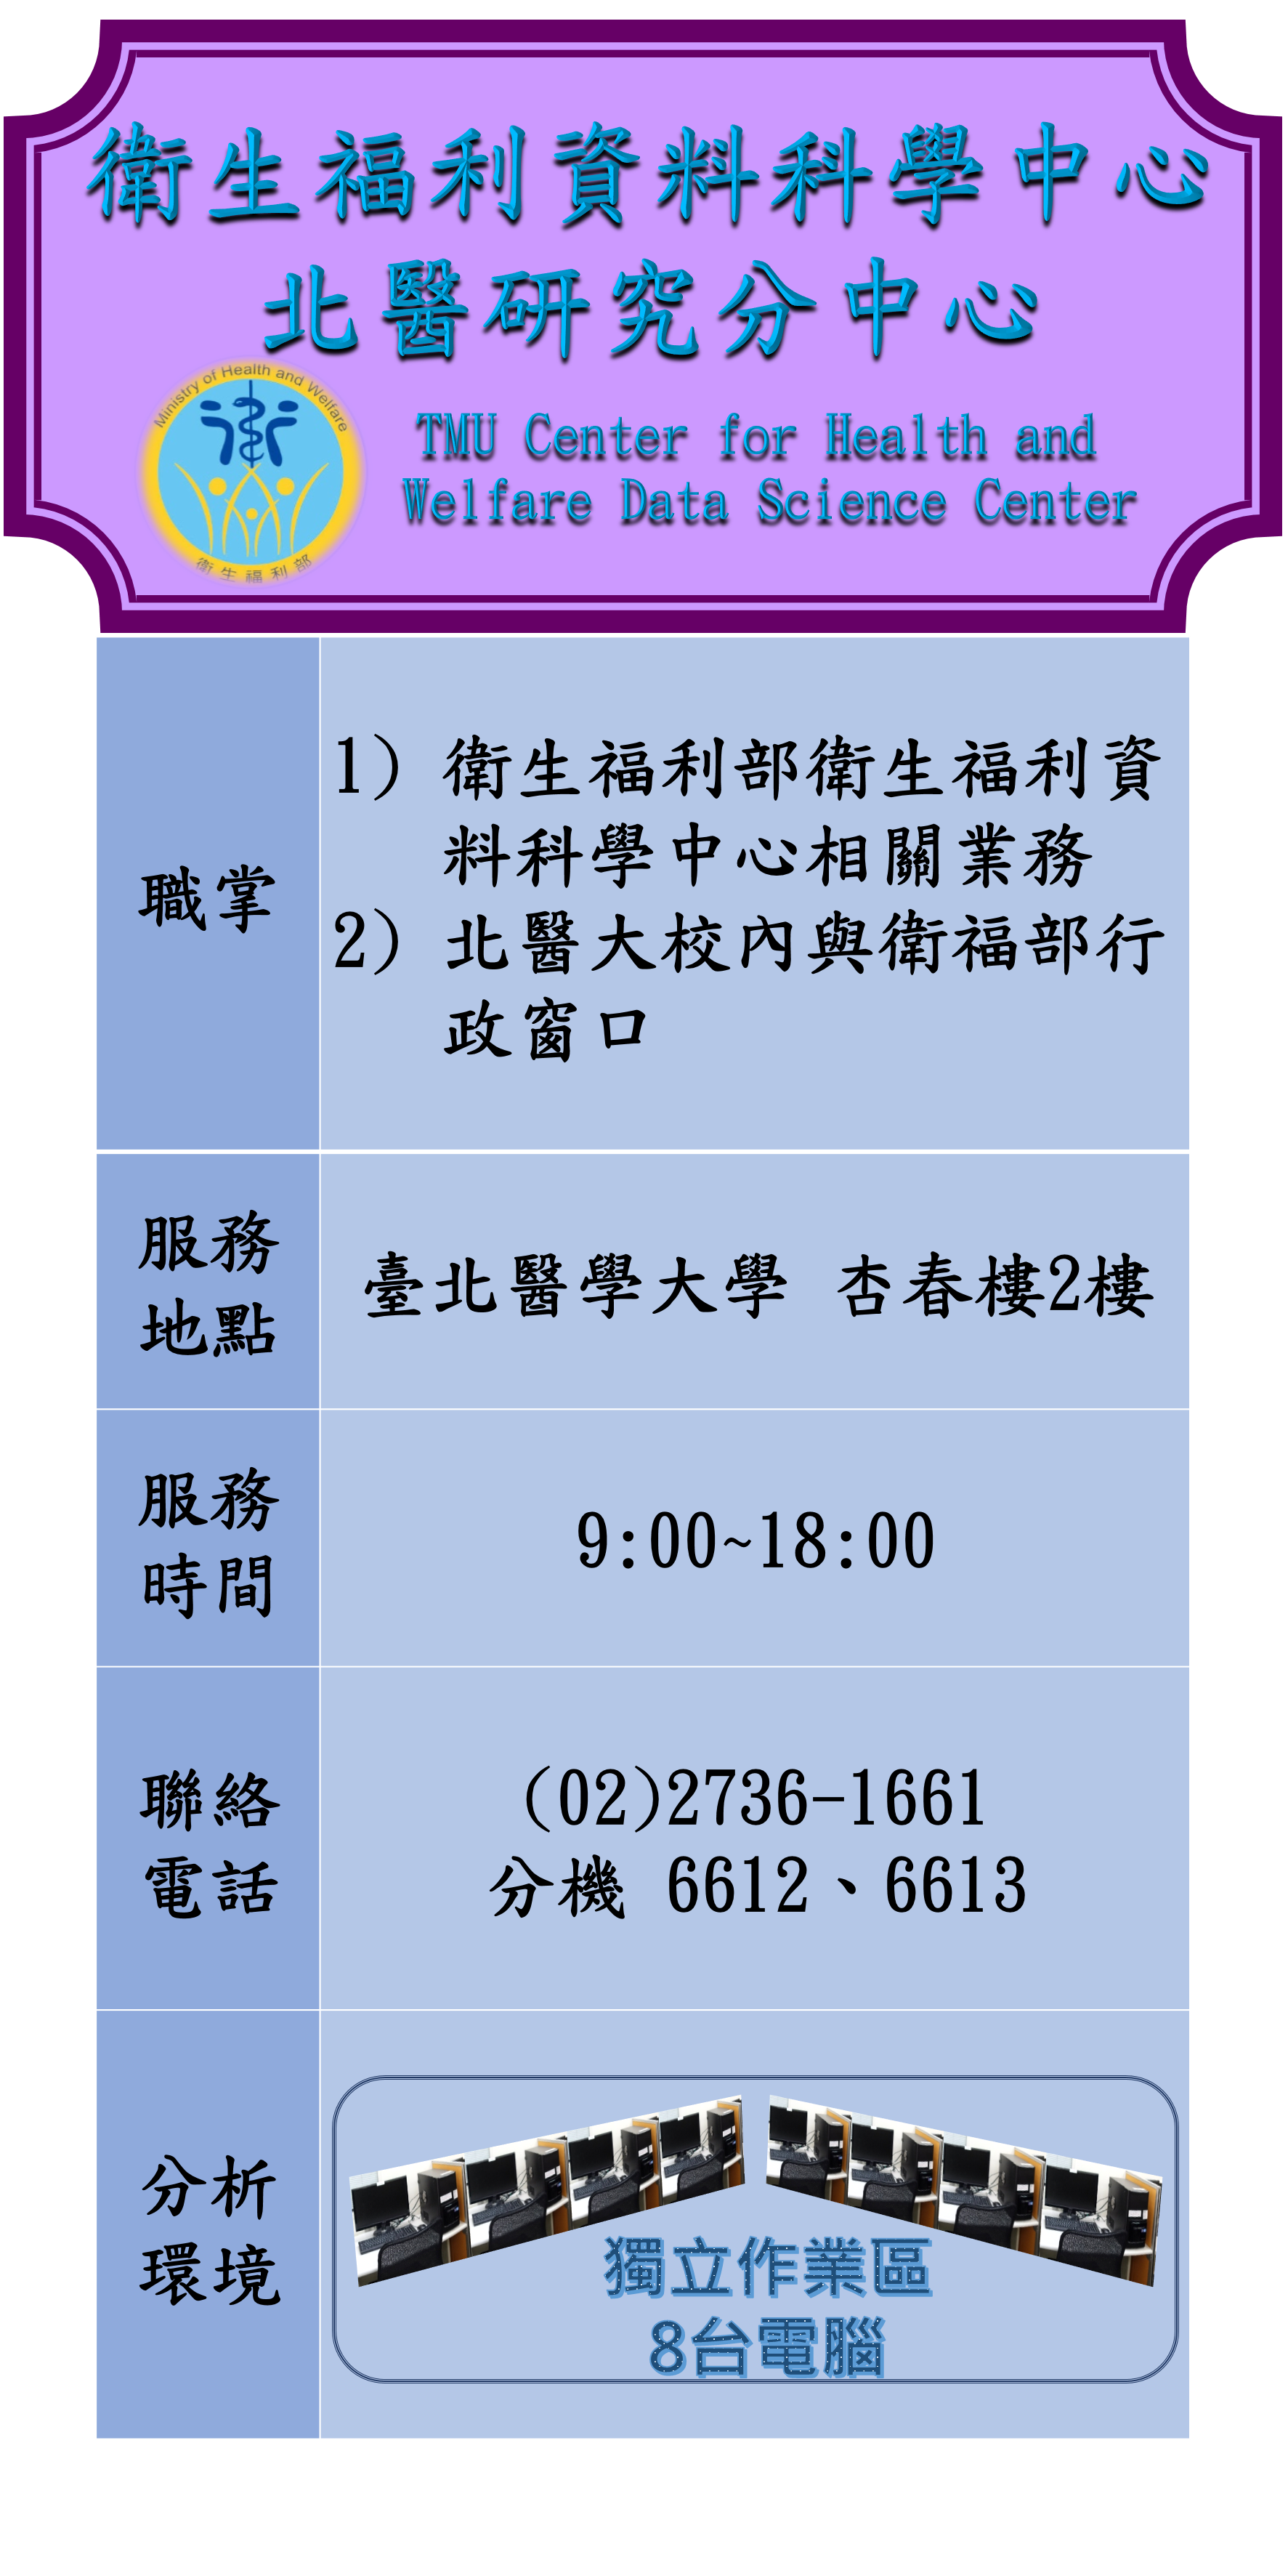 衛生福利資料科學中心
北醫研究分中心
Ministry of Health and Welfare
衛生福利部
TMU Center for Health and
Welfare Data Science Center
職掌
1) 衛生福利部衛生福利資
料科學中心相關業務
2) 北醫大校內與衛福部行
政窗口
服務
地點
臺北醫學大學 杏春樓2樓
服務
時間
9:00~18:00
聯絡
電話
(02)2736-1661
分機 6612、6613
分析
環境
獨立作業區
8台電腦